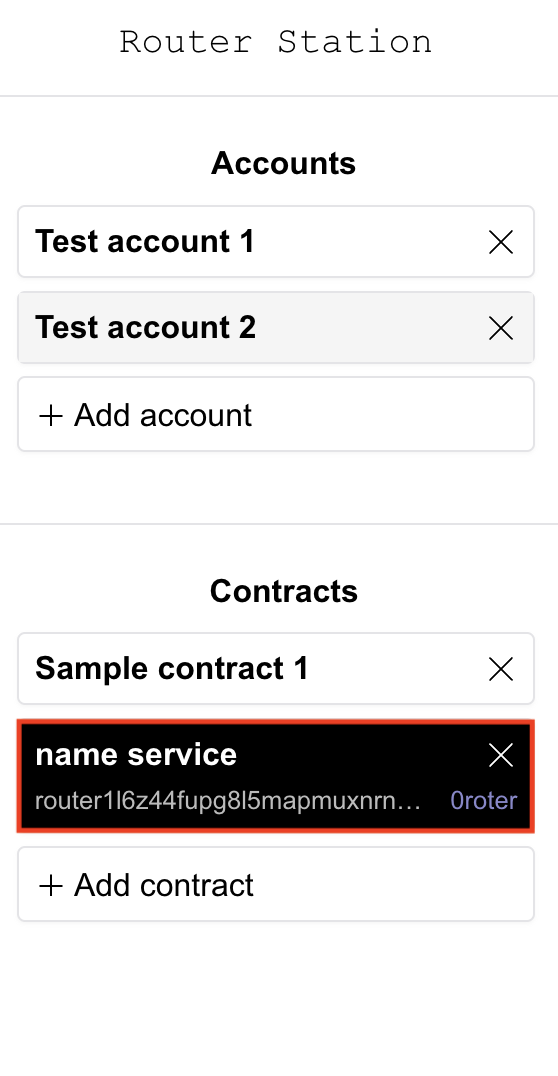 Router Station
Accounts
Test account 1
Test account 2
+ Add account
Contracts
Sample contract 1
name service
router1l6z44fupg8l5mapmuxnrn…
0roter
+ Add contract